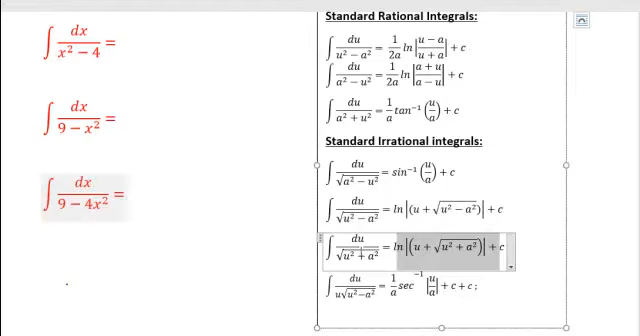 ∫ dx / (x² − 4) =
∫ dx / (9 − x²) =
∫ dx / (9 − 4x²) =
Standard Rational Integrals:
∫ du / (u² − a²) = 1/(2a) ln |(u − a)/(u + a)| + c
∫ du / (a² − u²) = 1/(2a) ln |(a + u)/(a − u)| + c
∫ du / (a² + u²) = 1/a tan⁻¹ (u/a) + c
Standard Irrational integrals:
∫ du / √(a² − u²) = sin⁻¹ (u/a) + c
∫ du / √(u² − a²) = ln|(u + √(u² − a²))| + c
∫ du / √(u² + a²) = ln|(u + √(u² + a²))| + c
∫ du / (u√(u² − a²)) = 1/a sec⁻¹ |u/a| + c + c ;